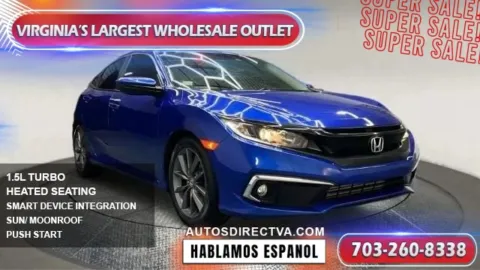 VIRGINIA'S LARGEST WHOLESALE OUTLET
SUPER SALE!
SUPER SALE!
SUPER SALE!
1.5L TURBO
HEATED SEATING
SMART DEVICE INTEGRATION
SUN/ MOONROOF
PUSH START
AUTOSDIRECTVA.COM
HABLAMOS ESPANOL
703-260-8338